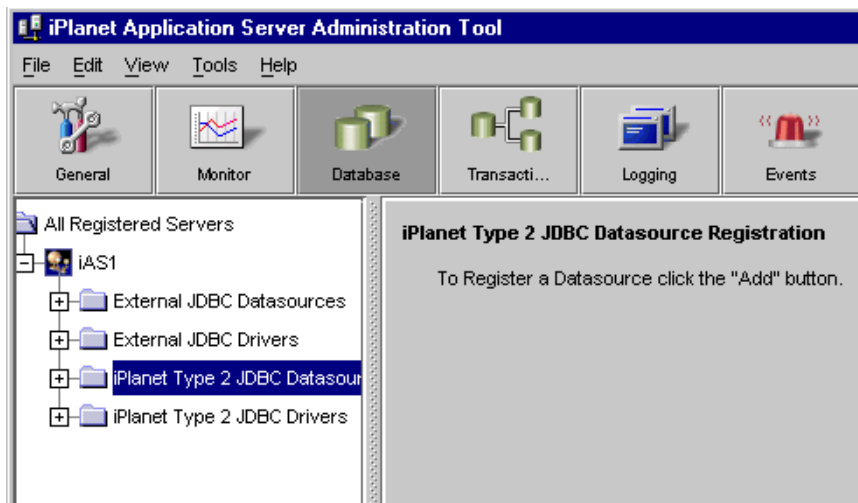 iPlanet Application Server Administration Tool
File Edit View Tools Help
General Monitor Database Transacti... Logging Events
All Registered Servers
iAS1
External JDBC Datasources
External JDBC Drivers
iPlanet Type 2 JDBC Datasour
iPlanet Type 2 JDBC Drivers
iPlanet Type 2 JDBC Datasource Registration
To Register a Datasource click the "Add" button.